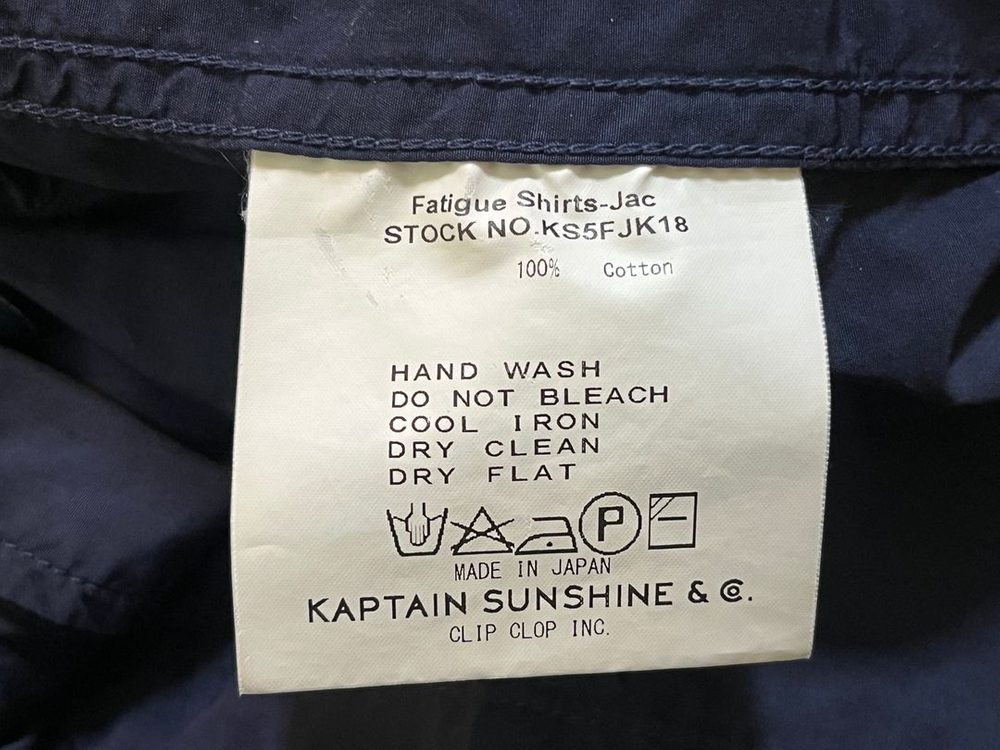 Fatigue Shirts-Jac
STOCK NO.KS5FJK18
100% Cotton
HAND WASH
DO NOT BLEACH
COOL IRON
DRY CLEAN
DRY FLAT
P
MADE IN JAPAN
KAPTAIN SUNSHINE & Co.
CLIP CLOP INC.